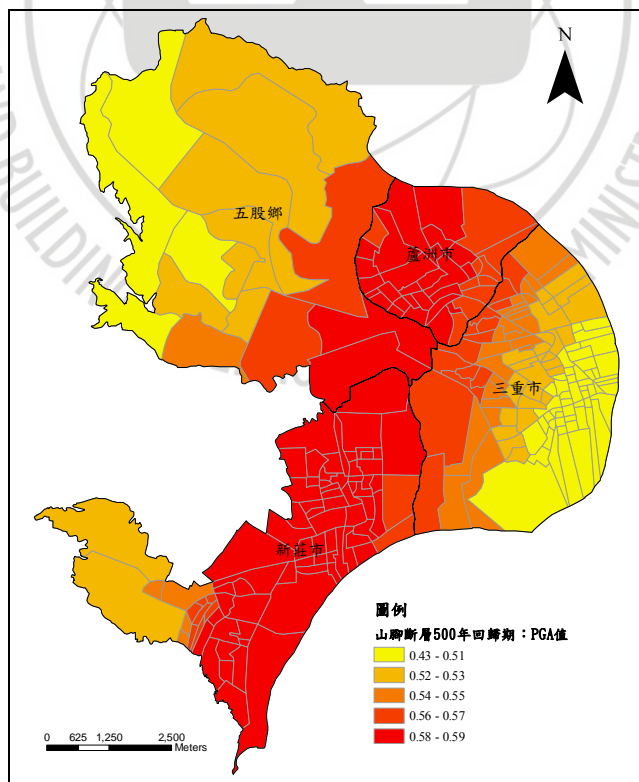 N
五股鄉
蘆洲市
三重市
新莊市
圖例
山腳斷層500年回歸期：PGA值
0.43 - 0.51
0.52 - 0.53
0.54 - 0.55
0.56 - 0.57
0.58 - 0.59
0 625 1,250 2,500
Meters